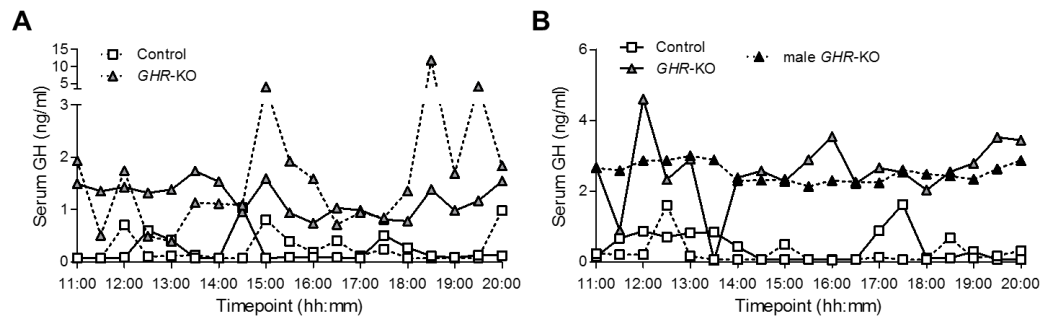 A
Serum GH (ng/ml)
15
10
5
3
2
1
0
Control
GHR-KO
11:00 12:00 13:00 14:00 15:00 16:00 17:00 18:00 19:00 20:00
Timepoint (hh:mm)
B
Serum GH (ng/ml)
6
4
2
0
Control
GHR-KO
male GHR-KO
11:00 12:00 13:00 14:00 15:00 16:00 17:00 18:00 19:00 20:00
Timepoint (hh:mm)